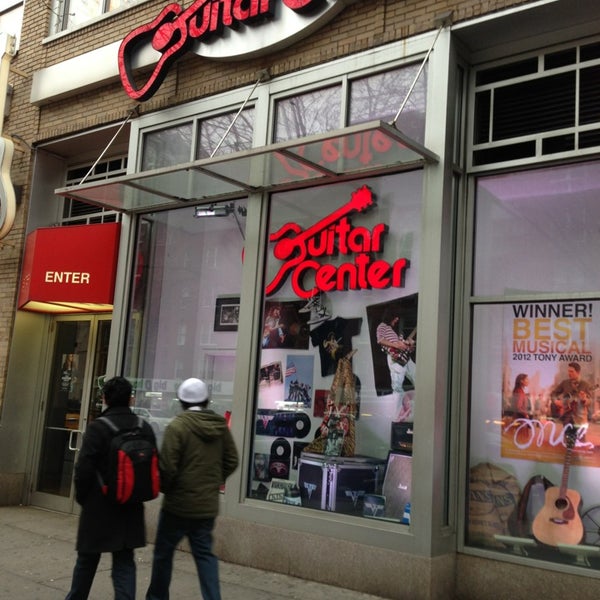 Guitar
ENTER
Guitar
Center
WINNER!
BEST
MUSICAL
2012 TONY AWARD
once